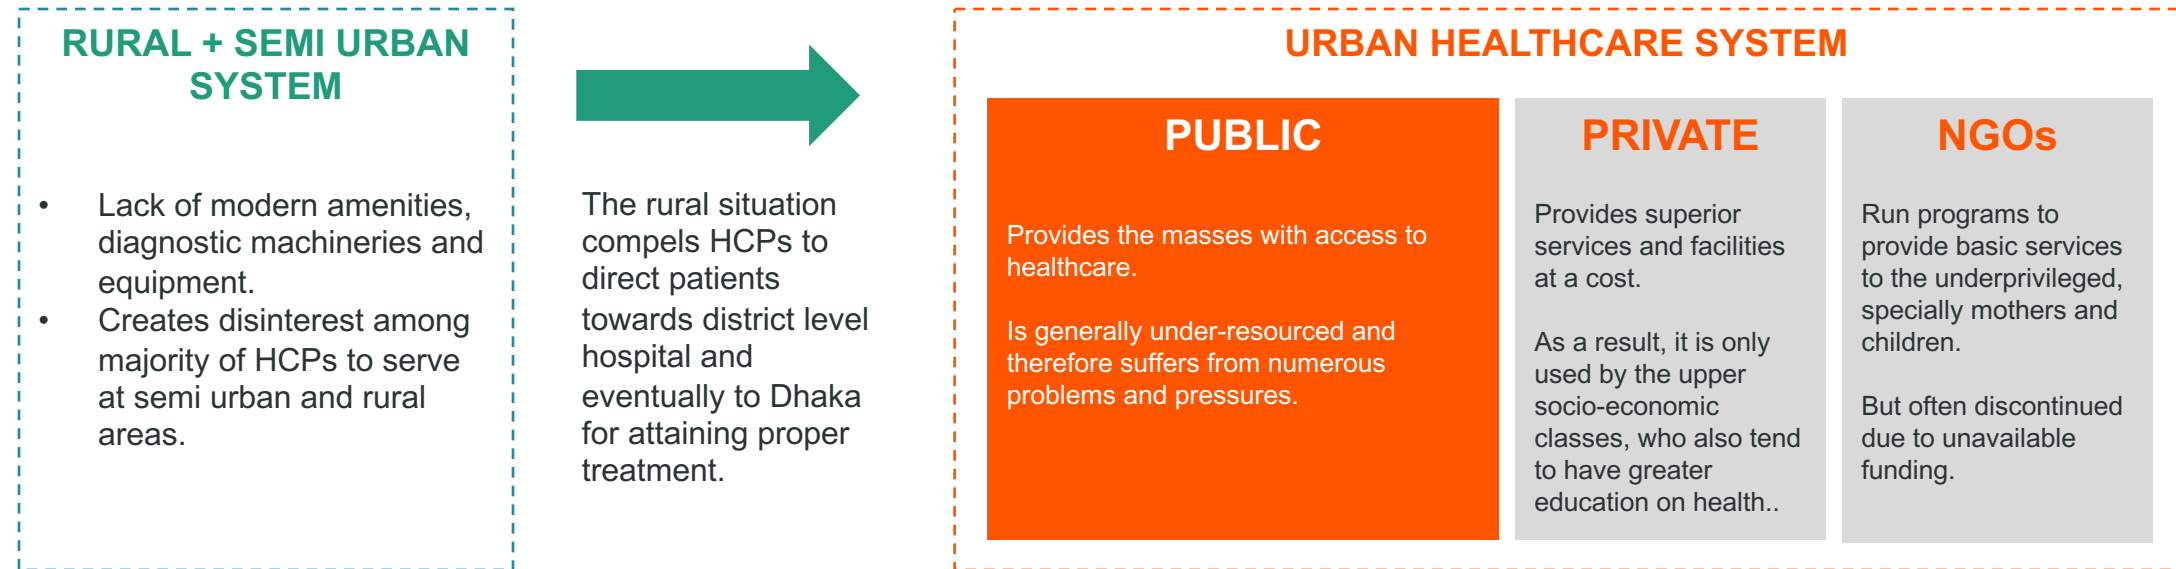 RURAL + SEMI URBAN
SYSTEM
• Lack of modern amenities,
diagnostic machineries and
equipment.
• Creates disinterest among
majority of HCPs to serve
at semi urban and rural
areas.
The rural situation
compels HCPs to
direct patients
towards district level
hospital and
eventually to Dhaka
for attaining proper
treatment.
URBAN HEALTHCARE SYSTEM
PUBLIC
Provides the masses with access to
healthcare.
Is generally under-resourced and
therefore suffers from numerous
problems and pressures.
PRIVATE
Provides superior
services and facilities
at a cost.
As a result, it is only
used by the upper
socio-economic
classes, who also tend
to have greater
education on health..
NGOs
Run programs to
provide basic services
to the underprivileged,
specially mothers and
children.
But often discontinued
due to unavailable
funding.